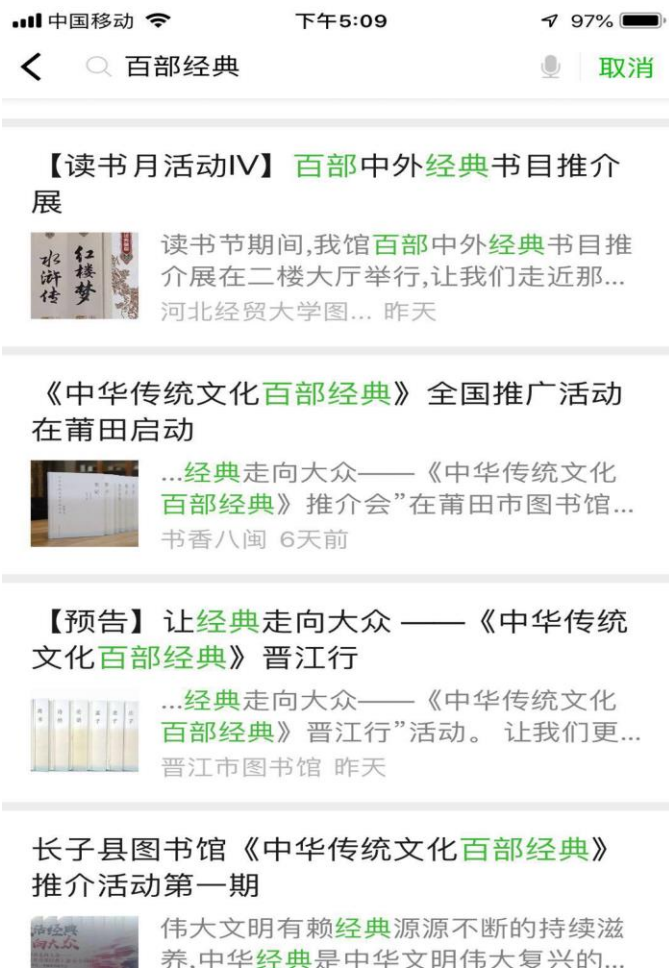 中国移动 下午5:09 97%
百部经典 取消
【读书月活动IV】百部中外经典书目推介
展
水浒传 红楼梦
读书节期间,我馆百部中外经典书目推
介展在二楼大厅举行,让我们走近那...
河北经贸大学图... 昨天
《中华传统文化百部经典》全国推广活动
在莆田启动
...经典走向大众——《中华传统文化
百部经典》推介会”在莆田市图书馆...
书香八闽 6天前
【预告】让经典走向大众 ——《中华传统
文化百部经典》晋江行
...经典走向大众——《中华传统文化
百部经典》晋江行”活动。 让我们更...
晋江市图书馆 昨天
长子县图书馆《中华传统文化百部经典》
推介活动第一期
伟大文明有赖经典源源不断的持续滋
养,中华经典是中华文明伟大复兴的...